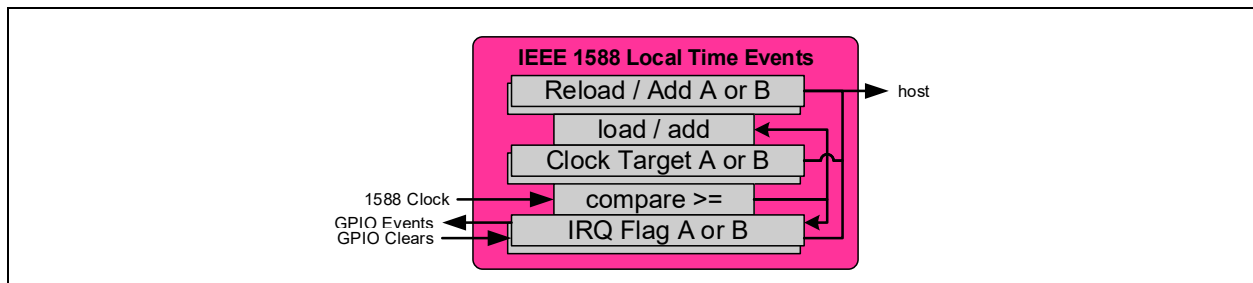 IEEE 1588 Local Time Events
Reload / Add A or B
host
load / add
Clock Target A or B
1588 Clock
compare >=
GPIO Events
IRQ Flag A or B
GPIO Clears